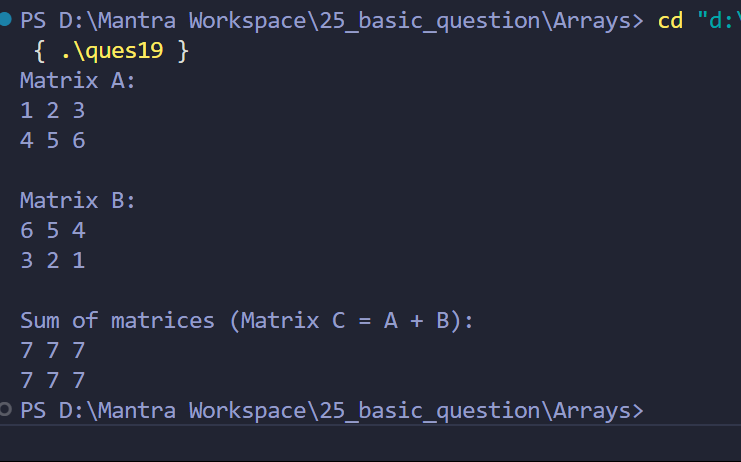 PS D:\Mantra Workspace\25_basic_question\Arrays> cd "d:\
{ .\ques19 }
Matrix A:
1 2 3
4 5 6
Matrix B:
6 5 4
3 2 1
Sum of matrices (Matrix C = A + B):
7 7 7
7 7 7
PS D:\Mantra Workspace\25_basic_question\Arrays>